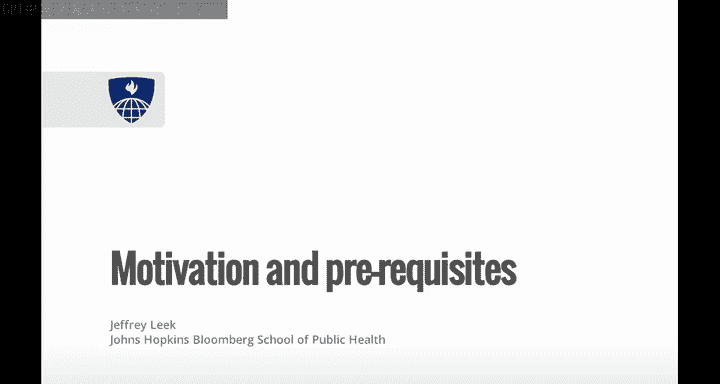 Motivation and pre-requisites
Jeffrey Leek
Johns Hopkins Bloomberg School of Public Health